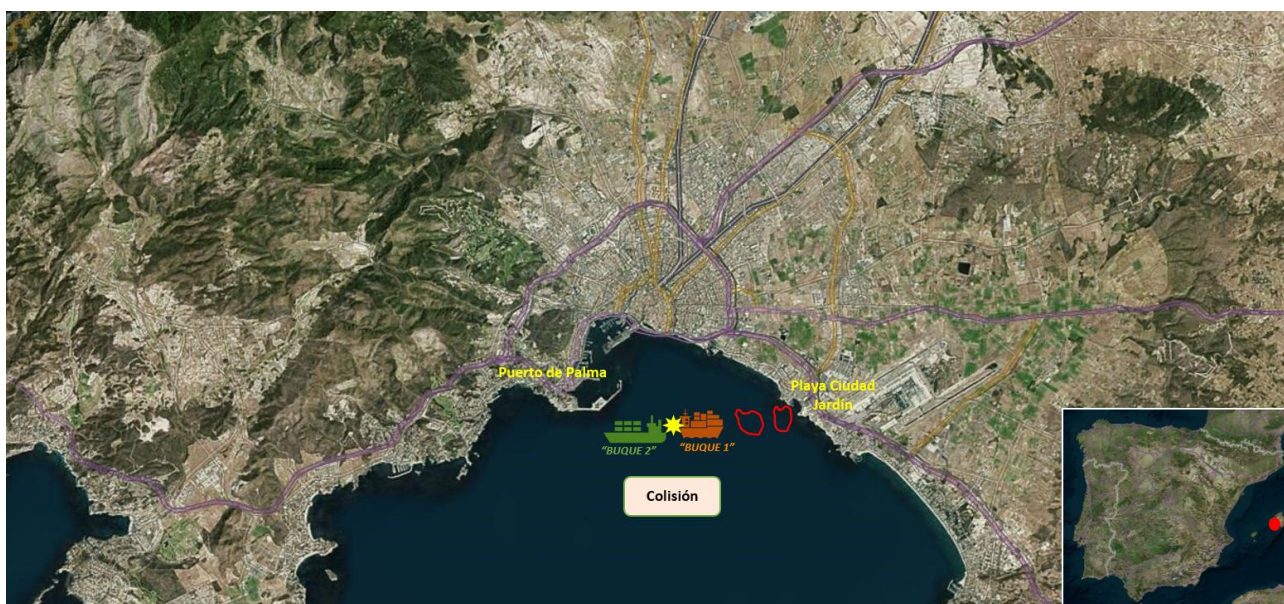 Puerto de Palma
Playa Ciudad
Jardín
“BUQUE 2”
“BUQUE 1”
Colisión